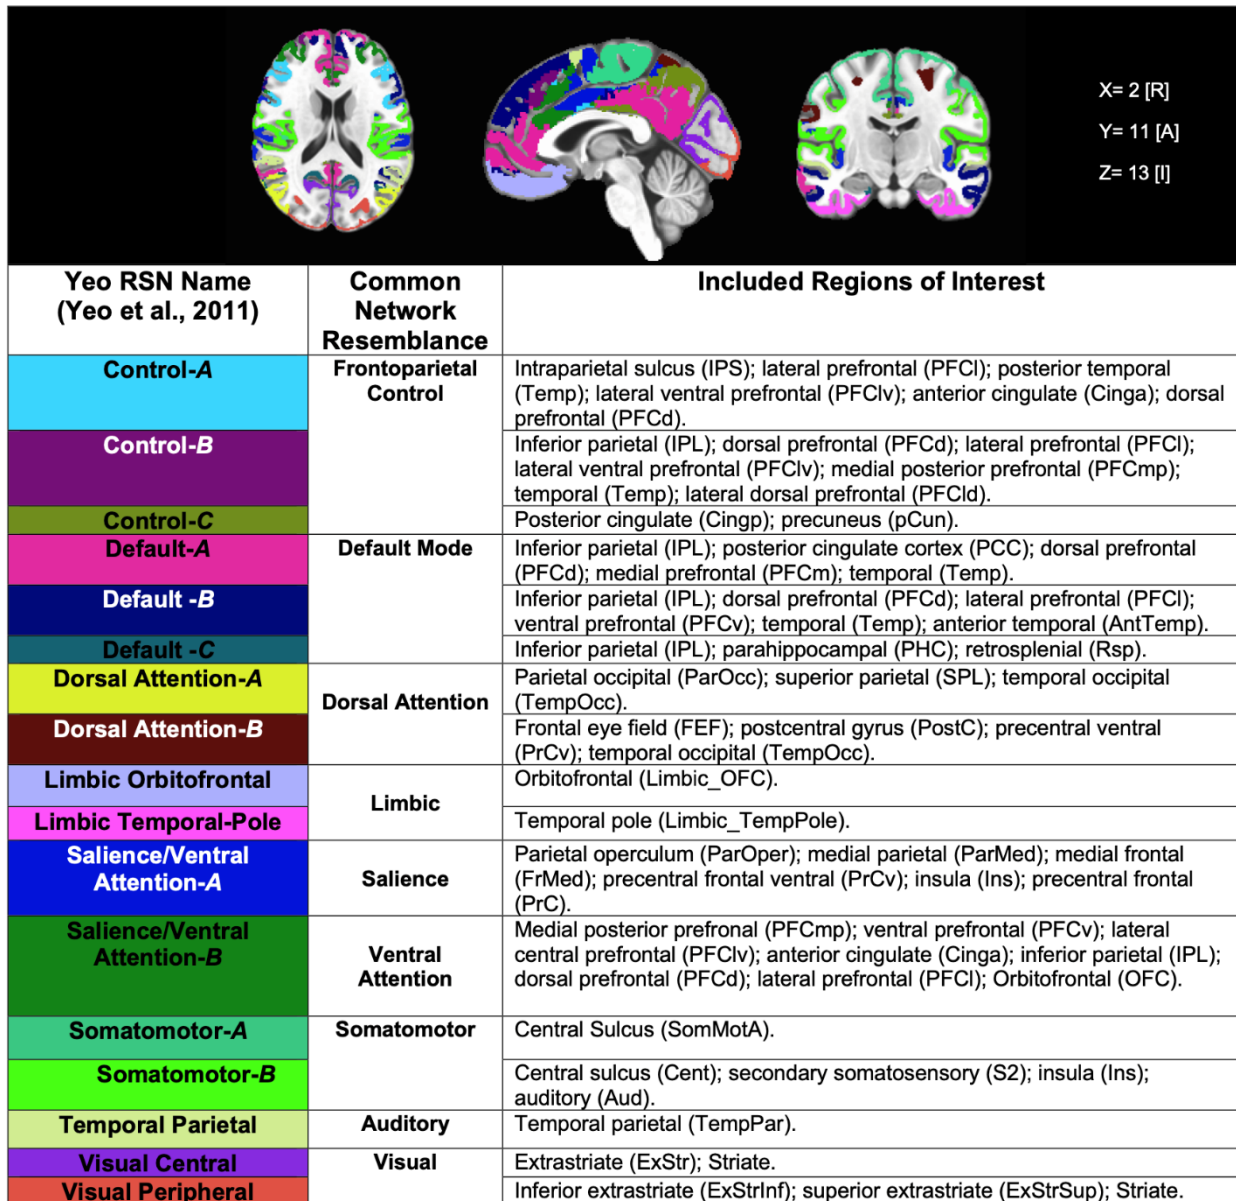 X= 2 [R]
Y= 11 [A]
Z= 13 [I]
Yeo RSN Name
(Yeo et al., 2011)
Common
Network
Resemblance
Included Regions of Interest
Control-A
Frontoparietal
Control
Intraparietal sulcus (IPS); lateral prefrontal (PFCl); posterior temporal
(Temp); lateral ventral prefrontal (PFClv); anterior cingulate (Cinga); dorsal
prefrontal (PFCd).
Control-B
Inferior parietal (IPL); dorsal prefrontal (PFCd); lateral prefrontal (PFCl);
lateral ventral prefrontal (PFClv); medial posterior prefrontal (PFCmp);
temporal (Temp); lateral dorsal prefrontal (PFCld).
Control-C
Posterior cingulate (Cingp); precuneus (pCun).
Default-A
Default Mode
Inferior parietal (IPL); posterior cingulate cortex (PCC); dorsal prefrontal
(PFCd); medial prefrontal (PFCm); temporal (Temp).
Default -B
Inferior parietal (IPL); dorsal prefrontal (PFCd); lateral prefrontal (PFCl);
ventral prefrontal (PFCv); temporal (Temp); anterior temporal (AntTemp).
Default -C
Inferior parietal (IPL); parahippocampal (PHC); retrosplenial (Rsp).
Dorsal Attention-A
Dorsal Attention
Parietal occipital (ParOcc); superior parietal (SPL); temporal occipital
(TempOcc).
Dorsal Attention-B
Frontal eye field (FEF); postcentral gyrus (PostC); precentral ventral
(PrCv); temporal occipital (TempOcc).
Limbic Orbitofrontal
Limbic
Orbitofrontal (Limbic_OFC).
Limbic Temporal-Pole
Temporal pole (Limbic_TempPole).
Salience/Ventral
Attention-A
Salience
Parietal operculum (ParOper); medial parietal (ParMed); medial frontal
(FrMed); precentral frontal ventral (PrCv); insula (Ins); precentral frontal
(PrC).
Salience/Ventral
Attention-B
Ventral
Attention
Medial posterior prefronal (PFCmp); ventral prefrontal (PFCv); lateral
central prefrontal (PFClv); anterior cingulate (Cinga); inferior parietal (IPL);
dorsal prefrontal (PFCd); lateral prefrontal (PFCl); Orbitofrontal (OFC).
Somatomotor-A
Somatomotor
Central Sulcus (SomMotA).
Somatomotor-B
Central sulcus (Cent); secondary somatosensory (S2); insula (Ins);
auditory (Aud).
Temporal Parietal
Auditory
Temporal parietal (TempPar).
Visual Central
Visual
Extrastriate (ExStr); Striate.
Visual Peripheral
Inferior extrastriate (ExStrInf); superior extrastriate (ExStrSup); Striate.